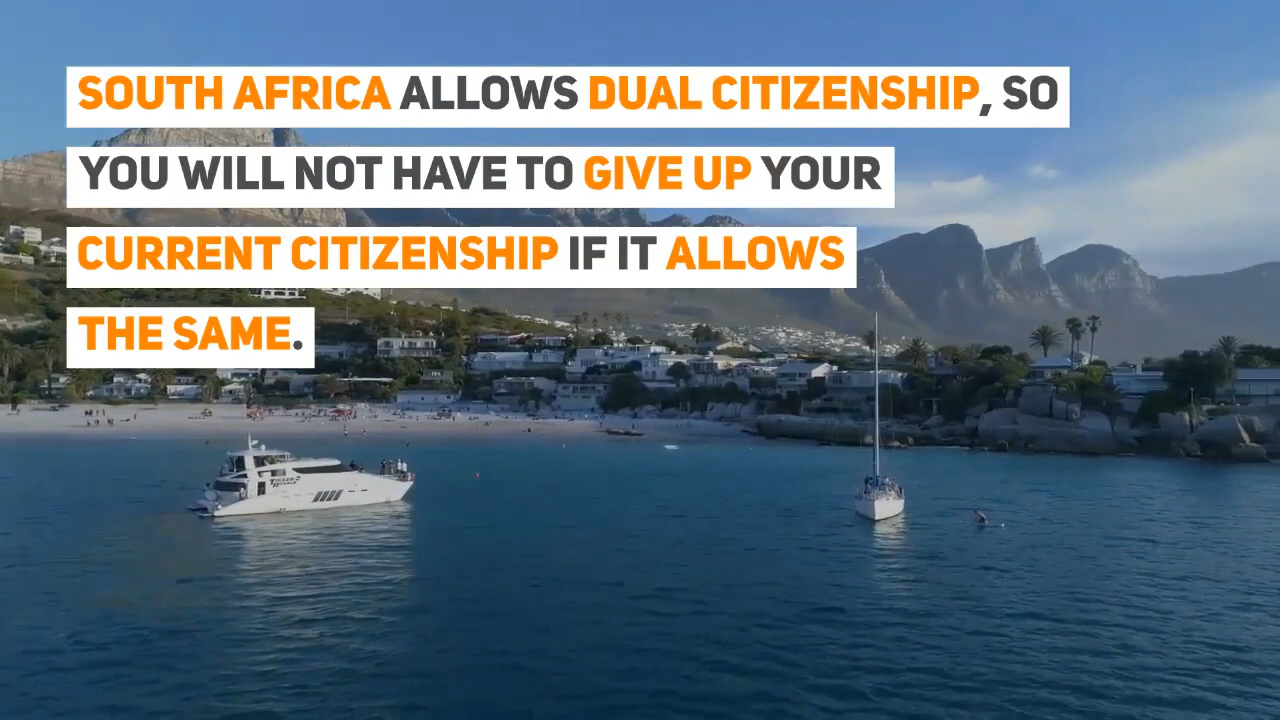 SOUTH AFRICA ALLOWS DUAL CITIZENSHIP, SO
YOU WILL NOT HAVE TO GIVE UP YOUR
CURRENT CITIZENSHIP IF IT ALLOWS
THE SAME.